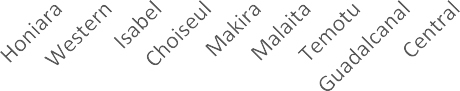 Honiara
Western
Isabel
Choiseul
Makira
Malaita
Temotu
Guadalcanal
Central